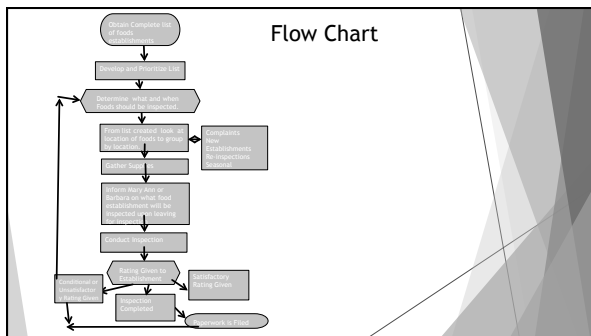 Flow Chart
Obtain Complete list
of foods
establishments
Develop and Prioritize List
Determine what and when
Foods should be inspected.
From list created look at
location of foods to group
by location.
Complaints
New
Establishments
Re-inspections
Seasonal
Gather Supplies
Inform Mary Ann or
Barbara on what food
establishment will be
inspected upon leaving
for inspection
Conduct Inspection
Rating Given to
Establishment
Satisfactory
Rating Given
Conditional or
Unsatisfactor
y Rating Given
Inspection
Completed
Paperwork is Filed